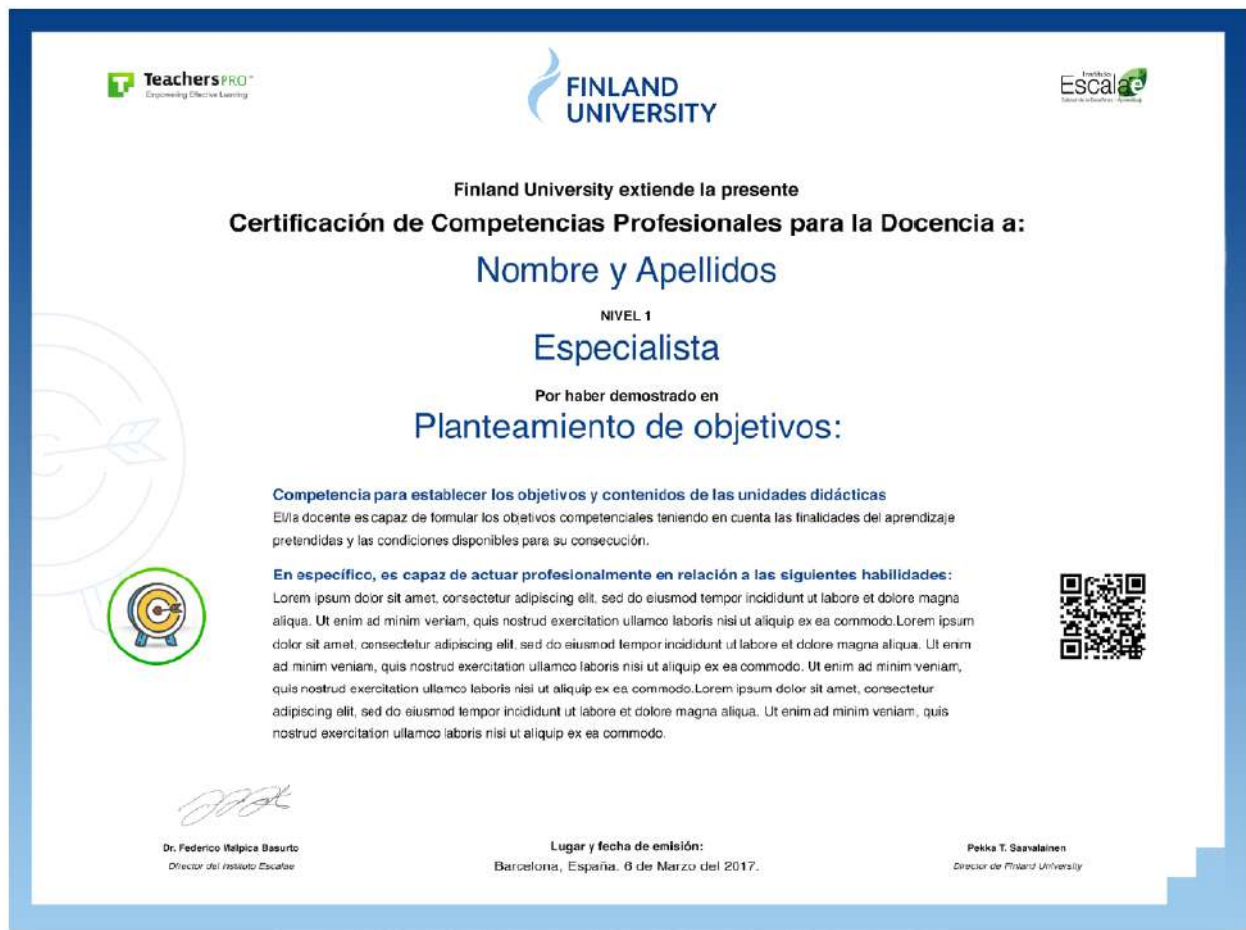 TeachersPRO™
Empowering Effective Learning
FINLAND
UNIVERSITY
Instituto
Escalae
Finland University extiende la presente
Certificación de Competencias Profesionales para la Docencia a:
Nombre y Apellidos
NIVEL 1
Especialista
Por haber demostrado en
Planteamiento de objetivos:
Competencia para establecer los objetivos y contenidos de las unidades didácticas
El/la docente es capaz de formular los objetivos competenciales teniendo en cuenta las finalidades del aprendizaje
pretendidas y las condiciones disponibles para su consecución.
En específico, es capaz de actuar profesionalmente en relación a las siguientes habilidades:
Lorem ipsum dolor sit amet, consectetur adipiscing elit, sed do eiusmod tempor incididunt ut labore et dolore magna
aliqua. Ut enim ad minim veniam, quis nostrud exercitation ullamco laboris nisi ut aliquip ex ea commodo.Lorem ipsum
dolor sit amet, consectetur adipiscing elit, sed do eiusmod tempor incididunt ut labore et dolore magna aliqua. Ut enim
ad minim veniam, quis nostrud exercitation ullamco laboris nisi ut aliquip ex ea commodo. Ut enim ad minim veniam,
quis nostrud exercitation ullamco laboris nisi ut aliquip ex ea commodo.Lorem ipsum dolor sit amet, consectetur
adipiscing elit, sed do eiusmod tempor incididunt ut labore et dolore magna aliqua. Ut enim ad minim veniam, quis
nostrud exercitation ullamco laboris nisi ut aliquip ex ea commodo.
Dr. Federico Malpica Basurto
Director del Instituto Escalae
Lugar y fecha de emisión:
Barcelona, España. 6 de Marzo del 2017.
Pekka T. Saavalainen
Director de Finland University